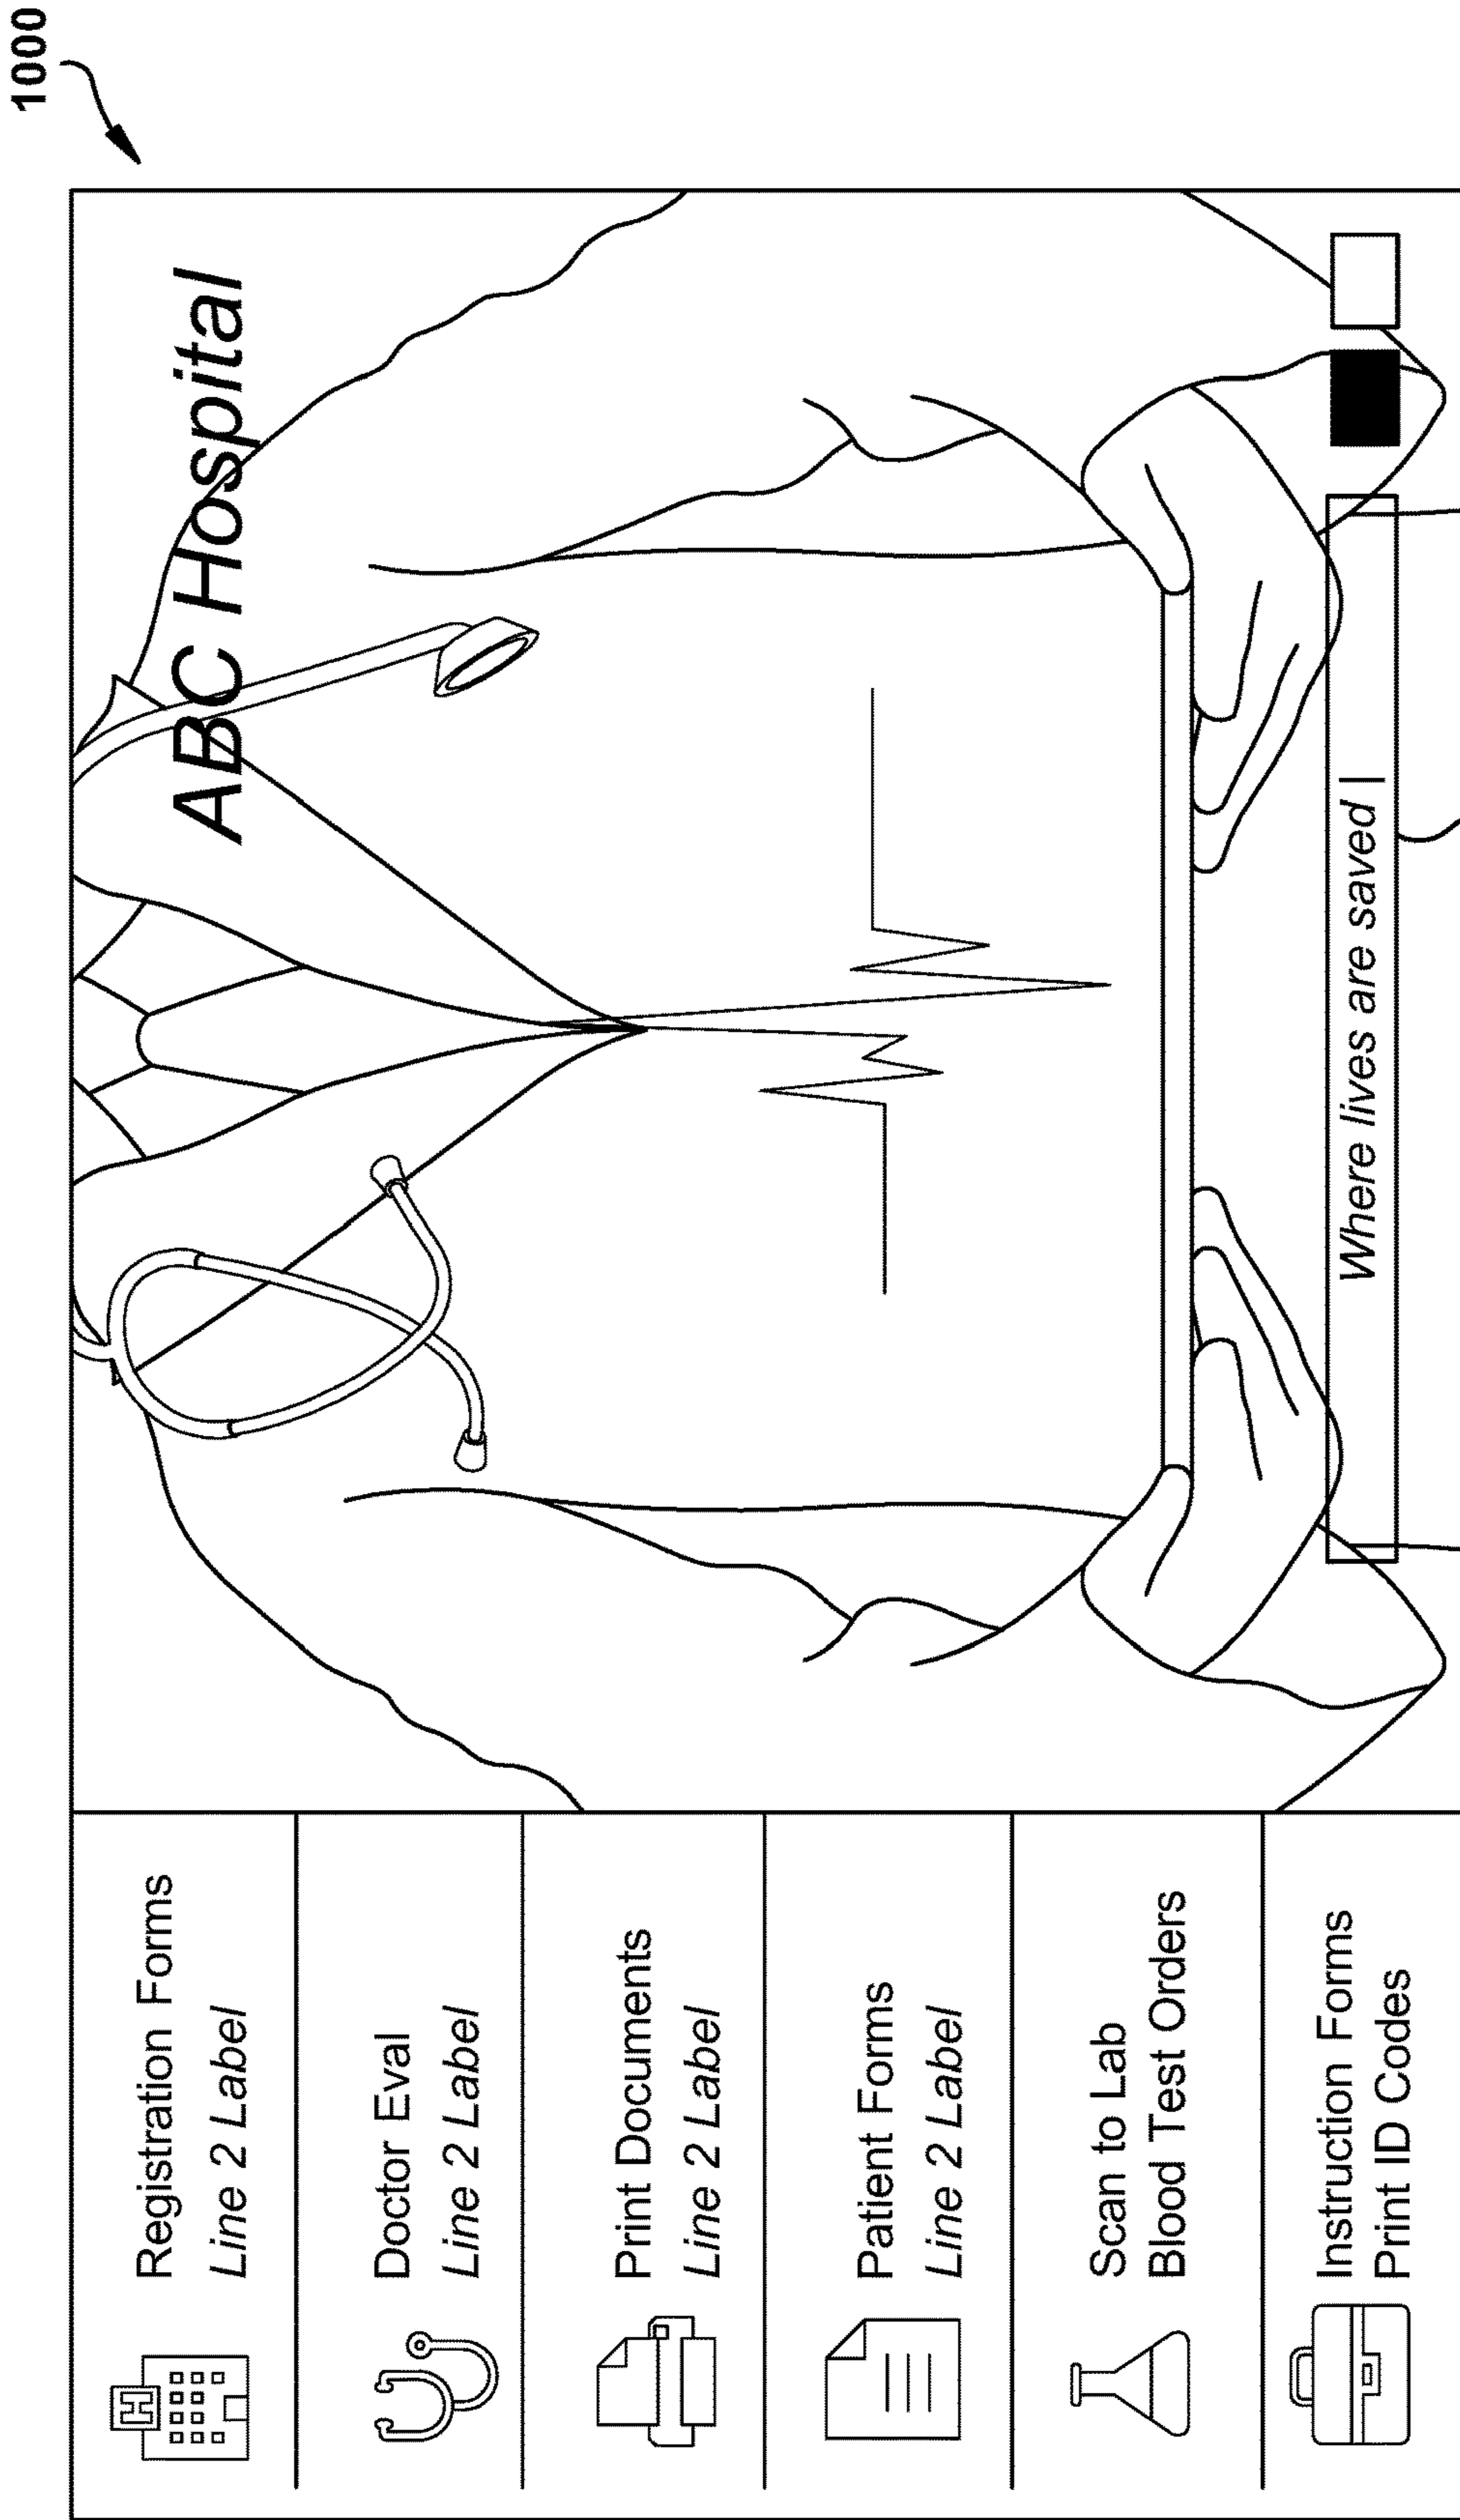 1000
ABC Hospital
Registration Forms
Line 2 Label
Doctor Eval
Line 2 Label
Print Documents
Line 2 Label
Patient Forms
Line 2 Label
Scan to Lab
Blood Test Orders
Instruction Forms
Print ID Codes
Where lives are saved
H